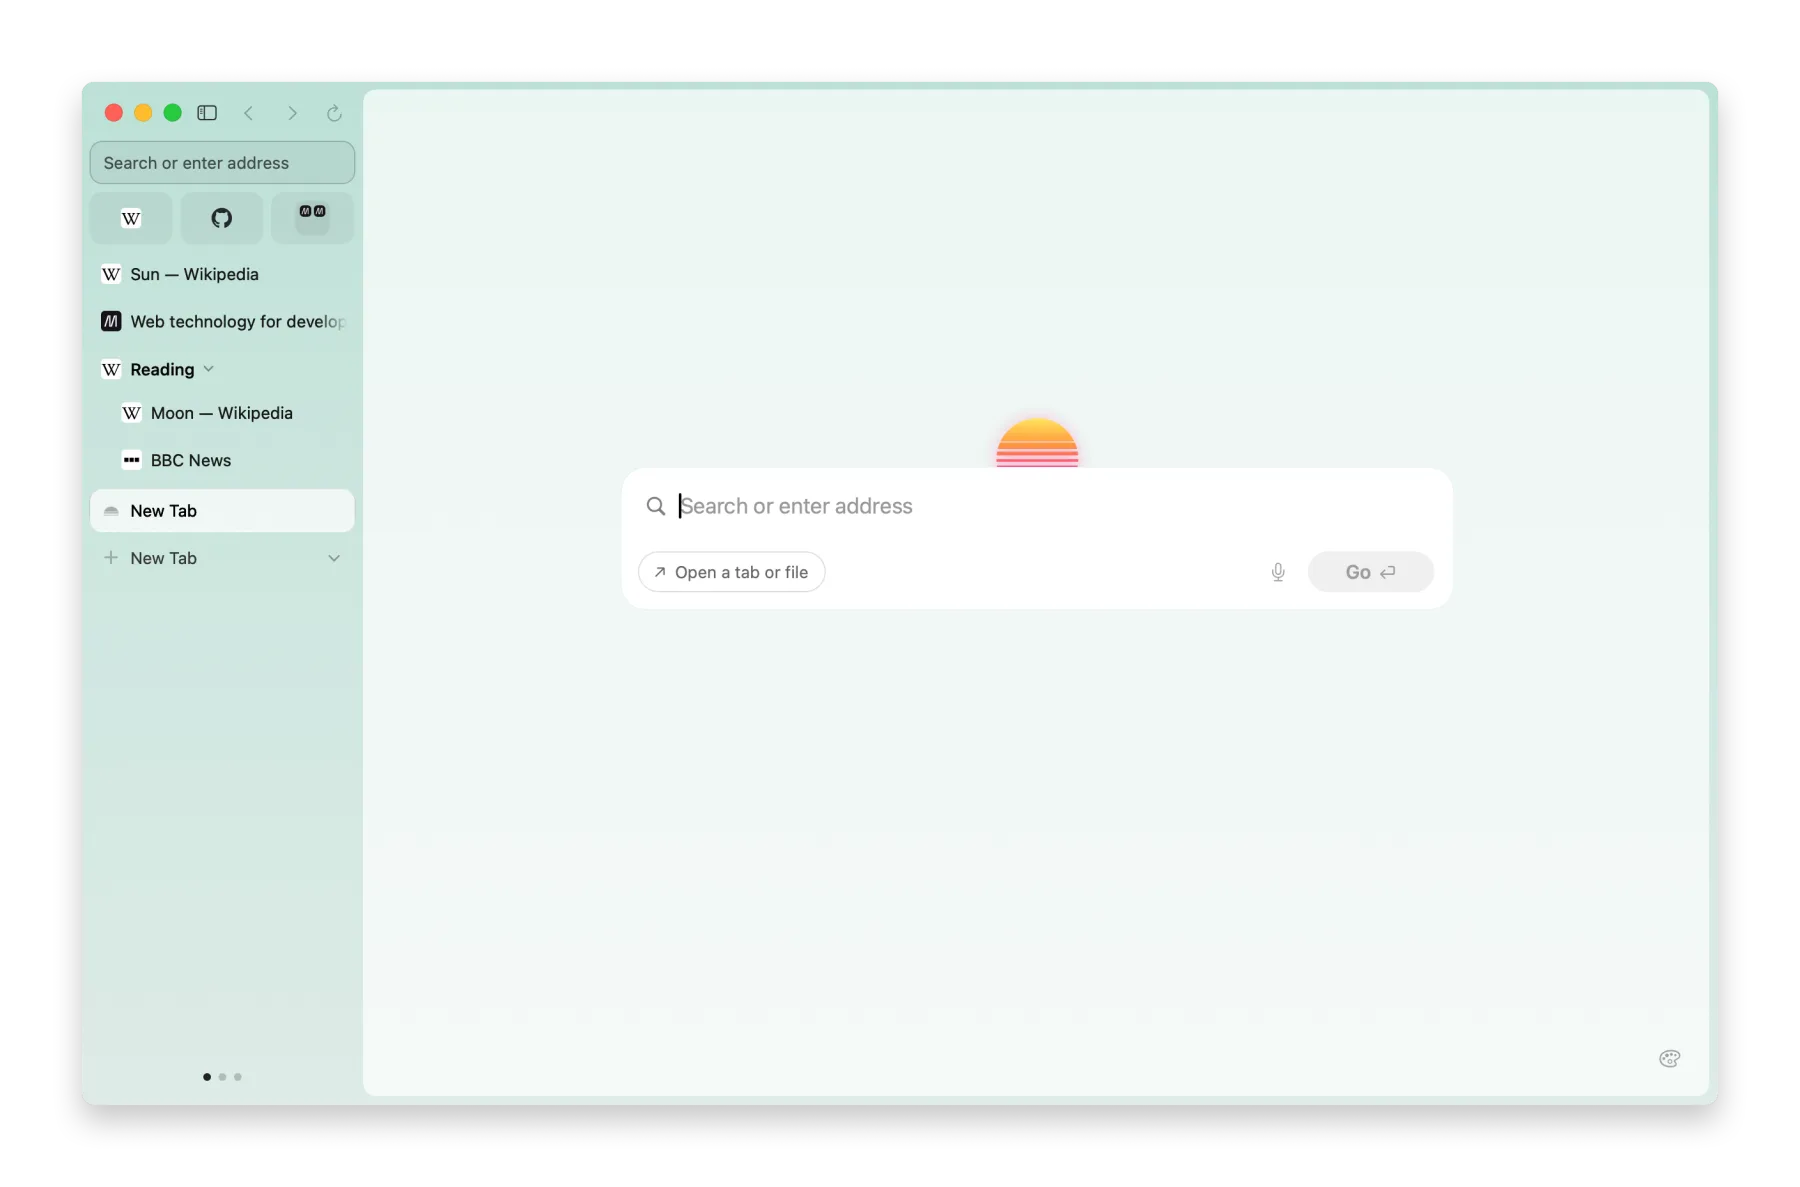 Search or enter address
W
Sun — Wikipedia
Web technology for develop
Reading
Moon — Wikipedia
BBC News
New Tab
New Tab
Search or enter address
Open a tab or file
Go